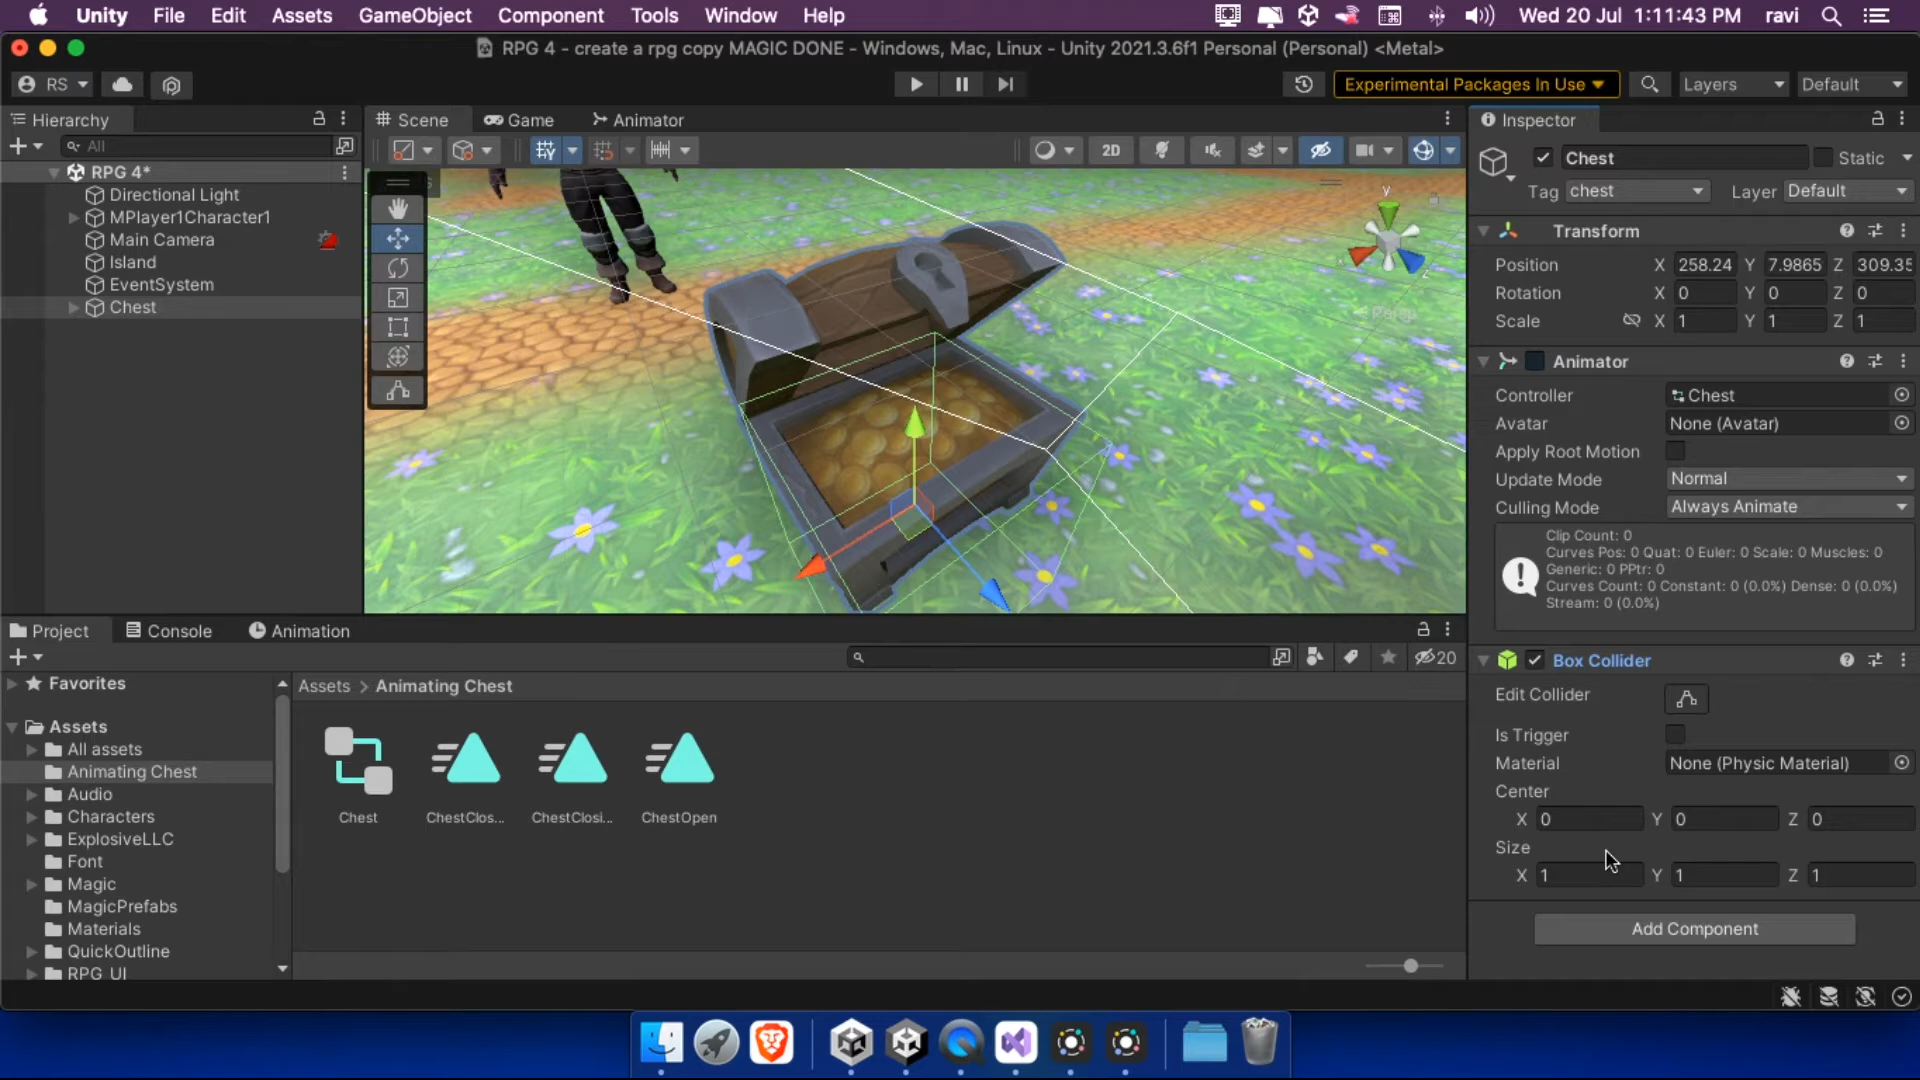 Unity File Edit Assets GameObject Component Tools Window Help Wed 20 Jul 1:11:43 PM ravi
RPG 4 - create a rpg copy MAGIC DONE - Windows, Mac, Linux - Unity 2021.3.6f1 Personal (Personal) <Metal>
RS Experimental Packages In Use Layers Default
Hierarchy
All
RPG 4*
Directional Light
MPlayer1Character1
Main Camera
Island
EventSystem
Chest
Scene Game Animator
2D
y
z
Persp
Inspector
Chest Static
Tag chest Layer Default
Transform
Position X 258.24 Y 7.9865 Z 309.35
Rotation X 0 Y 0 Z 0
Scale X 1 Y 1 Z 1
Animator
Controller Chest
Avatar None (Avatar)
Apply Root Motion
Update Mode Normal
Culling Mode Always Animate
Clip Count: 0
Curves Pos: 0 Quat: 0 Euler: 0 Scale: 0 Muscles: 0
Generic: 0 PPtr: 0
Curves Count: 0 Constant: 0 (0.0%) Dense: 0 (0.0%)
Stream: 0 (0.0%)
Box Collider
Edit Collider
Is Trigger
Material None (Physic Material)
Center
X 0 Y 0 Z 0
Size
X 1 Y 1 Z 1
Add Component
Project Console Animation
20
Favorites
Assets
All assets
Animating Chest
Audio
Characters
ExplosiveLLC
Font
Magic
MagicPrefabs
Materials
QuickOutline
RPG UI
Assets > Animating Chest
Chest ChestClos... ChestClosi... ChestOpen